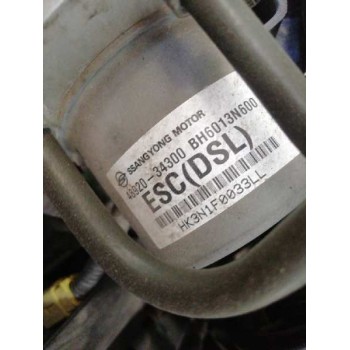 SSANGYONG MOTOR
48920-34300 BH6013N600
ESC(DSL)
HK3N1F0033LL